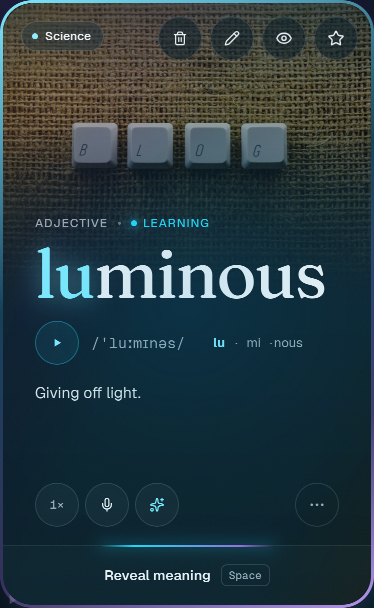 Science
B L O G
ADJECTIVE • LEARNING
luminous
/ˈluːmɪnəs/ lu · mi ·nous
Giving off light.
1×
Reveal meaning Space